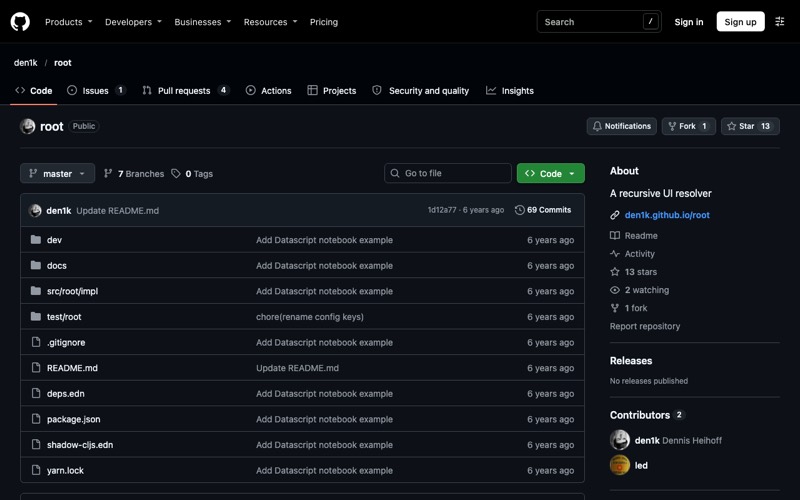 Products Developers Businesses Resources Pricing Search / Sign in Sign up
den1k / root
Code Issues 1 Pull requests 4 Actions Projects Security and quality Insights
root Public Notifications Fork 1 Star 13
master 7 Branches 0 Tags Go to file Code
den1k Update README.md 1d12a77 · 6 years ago 69 Commits
dev Add Datascript notebook example 6 years ago
docs Add Datascript notebook example 6 years ago
src/root/impl Add Datascript notebook example 6 years ago
test/root chore(rename config keys) 6 years ago
.gitignore Add Datascript notebook example 6 years ago
README.md Update README.md 6 years ago
deps.edn Add Datascript notebook example 6 years ago
package.json Add Datascript notebook example 6 years ago
shadow-cljs.edn Add Datascript notebook example 6 years ago
yarn.lock Add Datascript notebook example 6 years ago
About
A recursive UI resolver
den1k.github.io/root
Readme
Activity
13 stars
2 watching
1 fork
Report repository
Releases
No releases published
Contributors 2
den1k Dennis Heihoff
led